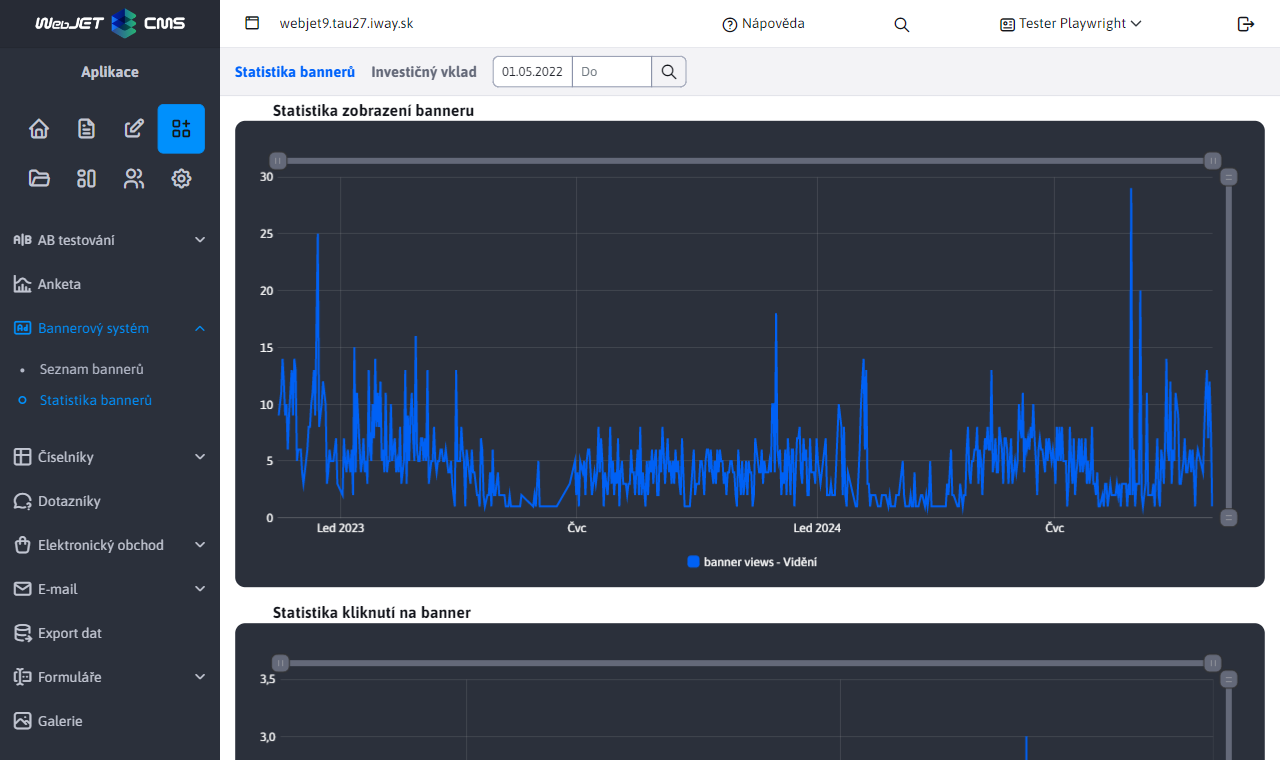 WebJET CMS
webjet9.tau27.iway.sk
Nápověda
Tester Playwright
Aplikace
Statistika bannerů
Investičný vklad
01.05.2022
Do
AB testování
Anketa
Bannerový systém
Seznam bannerů
Statistika bannerů
Číselníky
Dotazníky
Elektronický obchod
E-mail
Export dat
Formuláře
Galerie
Statistika zobrazení banneru
30
25
20
15
10
5
0
Led 2023
Čvc
Led 2024
Čvc
banner views - Vidění
Statistika kliknutí na banner
3,5
3,0